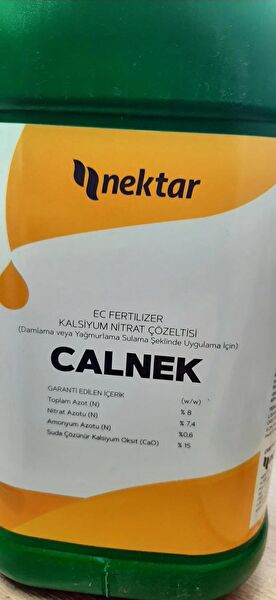 nektar
EC FERTILIZER
KALSİYUM NİTRAT ÇÖZELTİSİ
(Damlama veya Yağmurlama Sulama Şeklinde Uygulama İçin)
CALNEK
GARANTİ EDİLEN İÇERİK (w/w)
Toplam Azot (N) % 8
Nitrat Azotu (N) % 7,4
Amonyum Azotu (N) %0,6
Suda Çözünür Kalsiyum Oksit (CaO) % 15